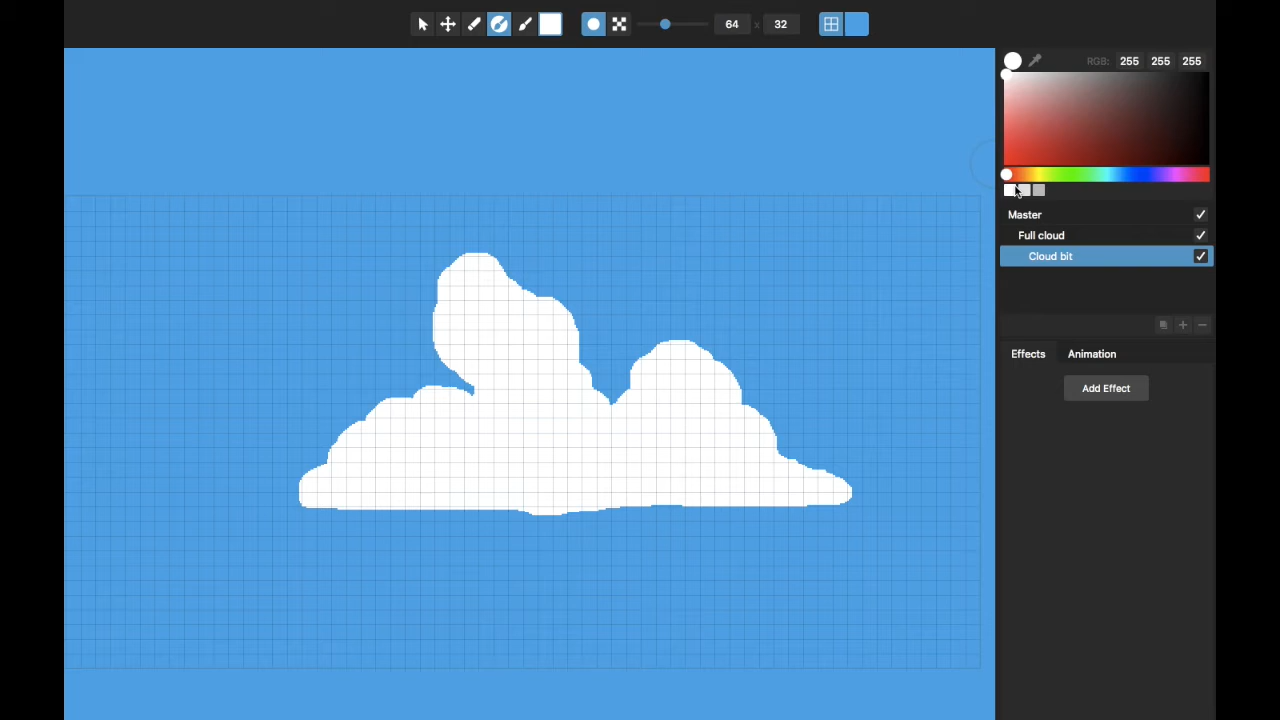 64 x 32
RGB: 255 255 255
Master
Full cloud
Cloud bit
Effects Animation
Add Effect